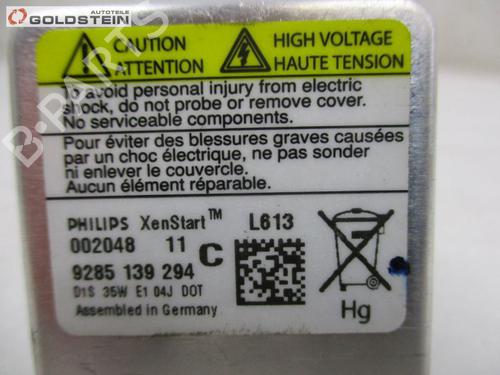 Autoteile
GOLDSTEIN
B-PARTS
CAUTION
ATTENTION
HIGH VOLTAGE
HAUTE TENSION
To avoid personal injury from electric
shock, do not probe or remove cover.
No serviceable components.
Pour éviter des blessures graves causées
par un choc électrique, ne pas sonder
ni enlever le couvercle.
Aucun élément réparable.
PHILIPS XenStart™ L613
002048 11 C
9285 139 294
D1S 35W E1 04J DOT
Assembled in Germany
Hg